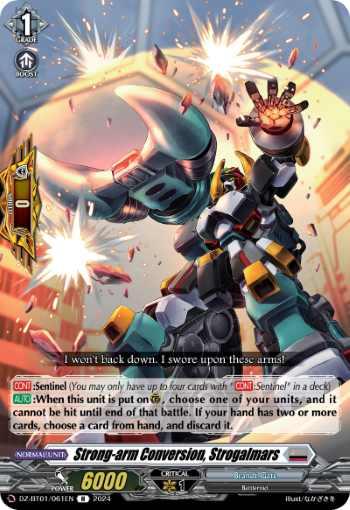 1
GRADE
BOOST
SHIELD
0
I won't back down. I swore upon these arms!
CONT:Sentinel (You may have up to four cards with "CONT:Sentinel" in a deck)
AUTO:When this unit is put on G, choose one of your units, and it
cannot be hit until end of that battle. If your hand has two or more
cards, choose a card from hand, and discard it.
NORMAL UNIT
Strong-arm Conversion, Strogalmars
POWER 6000
CRITICAL
1
Brandt Gate
Battleroid
D DZ-BT01/061EN R 2024
illust/なかざき冬